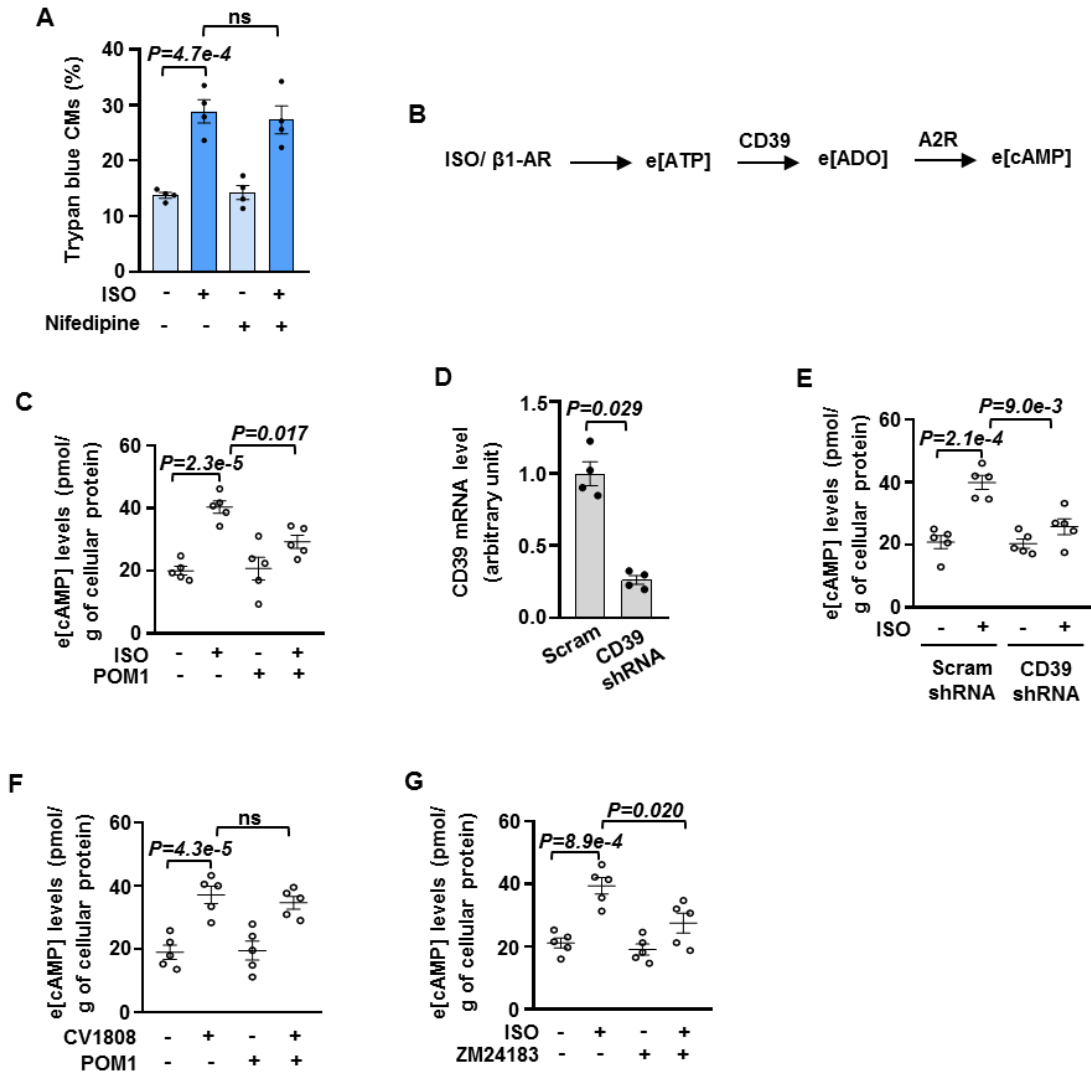 A
ns
P=4.7e-4
Trypan blue CMs (%)
40
30
20
10
0
ISO - + - +
Nifedipine - - + +
B
ISO/ β1-AR e[ATP] CD39 e[ADO] A2R e[cAMP]
C
P=0.017
P=2.3e-5
e[cAMP] levels (pmol/
g of cellular protein)
60
40
20
0
ISO - + - +
POM1 - - + +
D
P=0.029
CD39 mRNA level
(arbitrary unit)
1.5
1.0
0.5
0.0
Scram
CD39
shRNA
E
P=9.0e-3
P=2.1e-4
e[cAMP] levels (pmol/
g of cellular protein)
60
40
20
0
ISO - + - +
Scram
shRNA
CD39
shRNA
F
ns
P=4.3e-5
e[cAMP] levels (pmol/
g of cellular protein)
60
40
20
0
CV1808 - + - +
POM1 - - + +
G
P=0.020
P=8.9e-4
e[cAMP] levels (pmol/
g of cellular protein)
60
40
20
0
ISO - + - +
ZM24183 - - + +